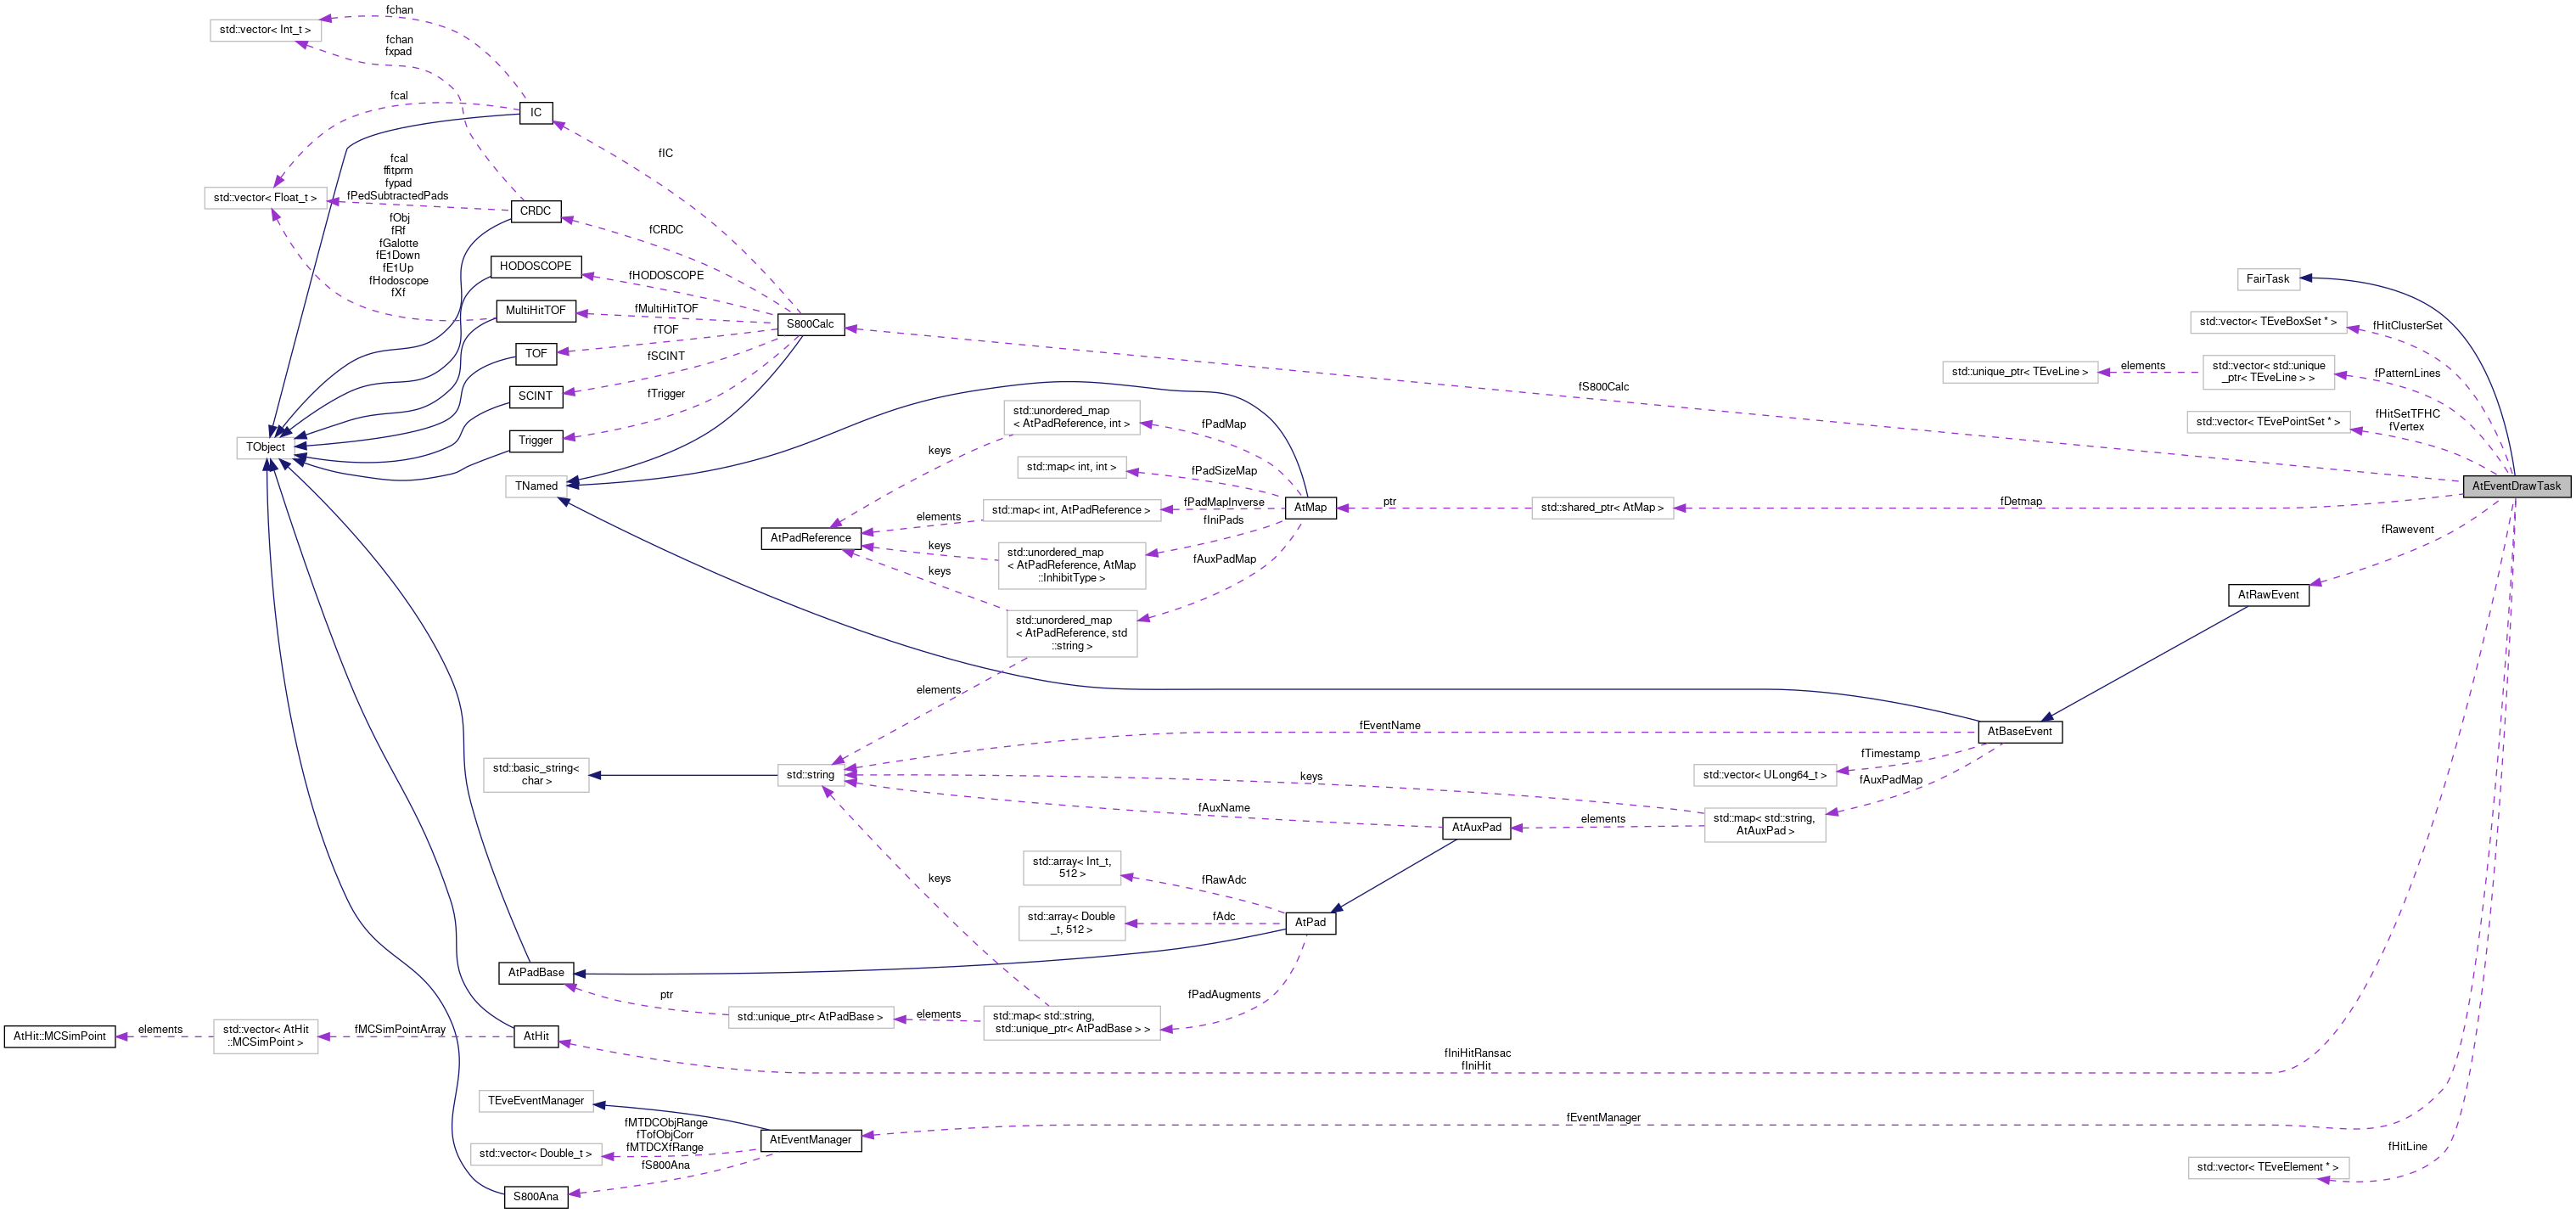 fchan
std::vector< Int_t >
fchan
fxpad
fcal
IC
fIC
fcal
ffitprm
fypad
fPedSubtractedPads
std::vector< Float_t >
CRDC
fCRDC
fObj
fRf
fGalotte
fE1Down
fE1Up
fHodoscope
fXf
HODOSCOPE
fHODOSCOPE
MultiHitTOF
fMultiHitTOF
S800Calc
TOF
fTOF
SCINT
fSCINT
Trigger
fTrigger
TObject
TNamed
fS800Calc
FairTask
std::vector< TEveBoxSet * >
fHitClusterSet
std::unique_ptr< TEveLine >
elements
std::vector< std::unique
_ptr< TEveLine > >
fPatternLines
std::vector< TEvePointSet * >
fHitSetTFHC
fVertex
AtEventDrawTask
std::unordered_map
< AtPadReference, int >
fPadMap
keys
std::map< int, int >
fPadSizeMap
std::map< int, AtPadReference >
fPadMapInverse
elements
AtPadReference
AtMap
ptr
std::shared_ptr< AtMap >
fDetmap
fIniPads
keys
std::unordered_map
< AtPadReference, AtMap
::InhibitType >
fAuxPadMap
keys
std::unordered_map
< AtPadReference, std
::string >
fRawevent
AtRawEvent
elements
fEventName
AtBaseEvent
std::basic_string<
char >
std::string
keys
std::vector< ULong64_t >
fTimestamp
fAuxPadMap
fAuxName
AtAuxPad
elements
std::map< std::string,
AtAuxPad >
std::array< Int_t,
512 >
fRawAdc
keys
std::array< Double
_t, 512 >
fAdc
AtPad
AtPadBase
ptr
std::unique_ptr< AtPadBase >
elements
std::map< std::string,
std::unique_ptr< AtPadBase > >
fPadAugments
AtHit::MCSimPoint
elements
std::vector< AtHit
::MCSimPoint >
fMCSimPointArray
AtHit
fIniHitRansac
fIniHit
TEveEventManager
fMTDCObjRange
fTofObjCorr
fMTDCXfRange
std::vector< Double_t >
AtEventManager
fEventManager
fS800Ana
S800Ana
fHitLine
std::vector< TEveElement * >